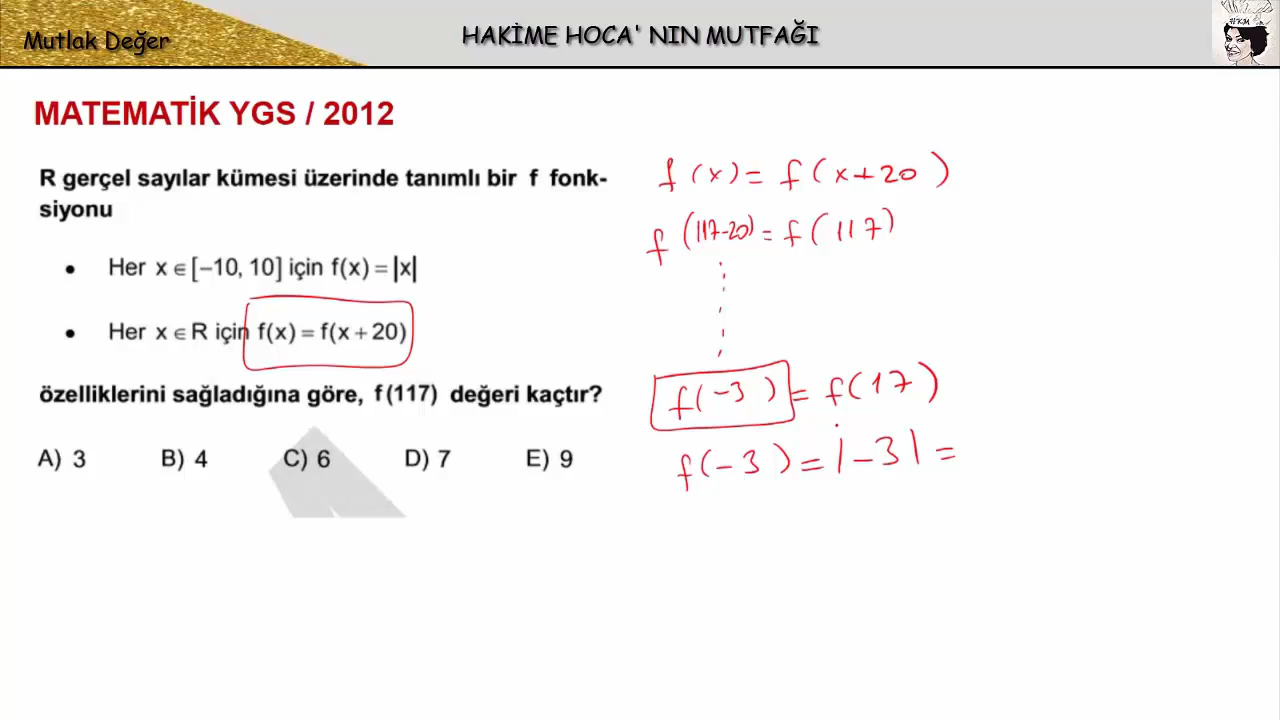 Mutlak Değer
HAKİME HOCA' NIN MUTFAĞI
#KM
MATEMATİK YGS / 2012
R gerçel sayılar kümesi üzerinde tanımlı bir f fonk-
siyonu
• Her x ∈ [−10, 10] için f(x) = |x|
• Her x ∈ R için f(x) = f(x + 20)
özelliklerini sağladığına göre, f(117) değeri kaçtır?
A) 3 B) 4 C) 6 D) 7 E) 9
f(x) = f(x+20)
f(117-20) = f(117)
f(-3) = f(17)
f(-3) = |-3| =